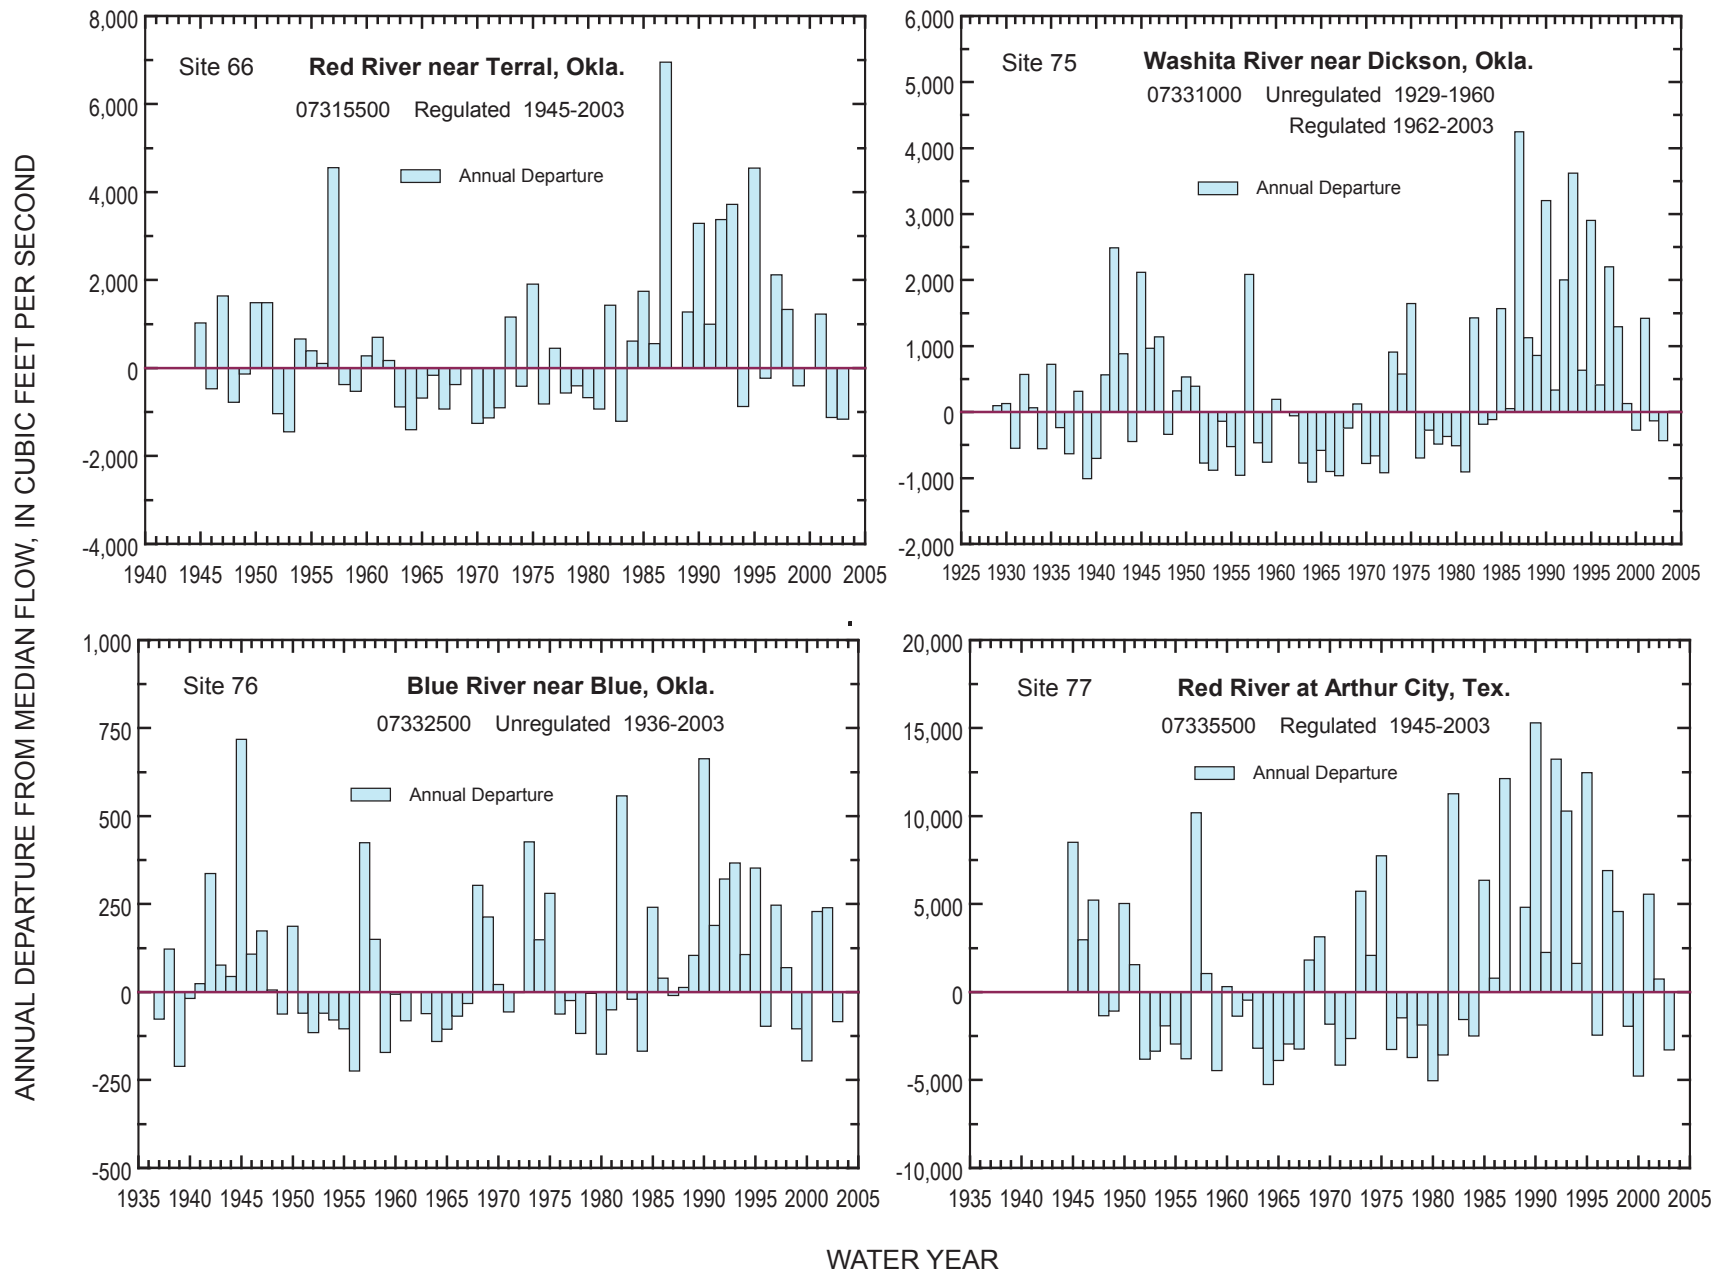 ANNUAL DEPARTURE FROM MEDIAN FLOW, IN CUBIC FEET PER SECOND
Site 66 Red River near Terral, Okla.
07315500 Regulated 1945-2003
Annual Departure
8,000
6,000
4,000
2,000
0
-2,000
-4,000
1940 1945 1950 1955 1960 1965 1970 1975 1980 1985 1990 1995 2000 2005
Site 75 Washita River near Dickson, Okla.
07331000 Unregulated 1929-1960
Regulated 1962-2003
Annual Departure
6,000
5,000
4,000
3,000
2,000
1,000
0
-1,000
-2,000
1925 1930 1935 1940 1945 1950 1955 1960 1965 1970 1975 1980 1985 1990 1995 2000 2005
Site 76 Blue River near Blue, Okla.
07332500 Unregulated 1936-2003
Annual Departure
1,000
750
500
250
0
-250
-500
1935 1940 1945 1950 1955 1960 1965 1970 1975 1980 1985 1990 1995 2000 2005
Site 77 Red River at Arthur City, Tex.
07335500 Regulated 1945-2003
Annual Departure
20,000
15,000
10,000
5,000
0
-5,000
-10,000
1935 1940 1945 1950 1955 1960 1965 1970 1975 1980 1985 1990 1995 2000 2005
WATER YEAR